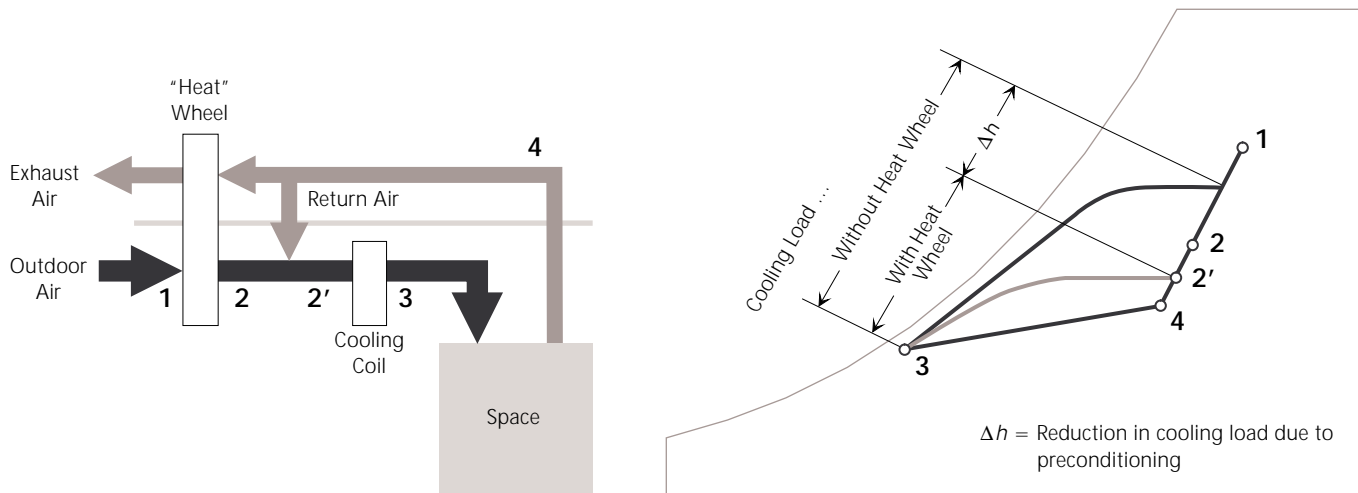 “Heat”
Wheel
4
Exhaust
Air
Return Air
Outdoor
Air
1
2
2’
3
Cooling
Coil
Space
Cooling Load ...
Without Heat Wheel
With Heat
Wheel
Δh
1
2
2’
4
3
Δh = Reduction in cooling load due to
preconditioning